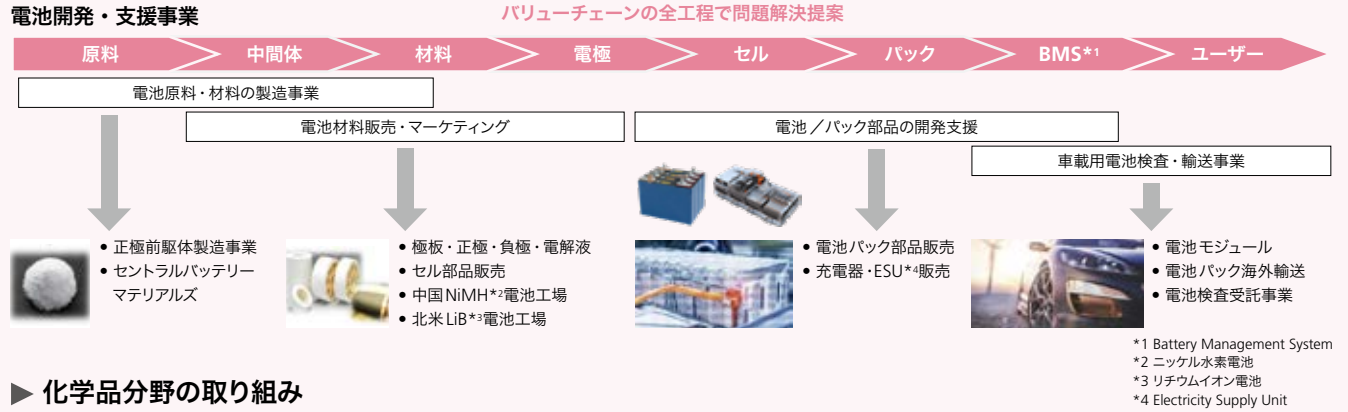 電池開発・支援事業
バリューチェーンの全工程で問題解決提案
原料
中間体
材料
電極
セル
パック
BMS*1
ユーザー
電池原料・材料の製造事業
電池材料販売・マーケティング
電池／パック部品の開発支援
車載用電池検査・輸送事業
• 正極前駆体製造事業
• セントラルバッテリー
マテリアルズ
• 極板・正極・負極・電解液
• セル部品販売
• 中国NiMH*2電池工場
• 北米LiB*3電池工場
• 電池パック部品販売
• 充電器・ESU*4販売
• 電池モジュール
• 電池パック海外輸送
• 電池検査受託事業
*1 Battery Management System
*2 ニッケル水素電池
*3 リチウムイオン電池
*4 Electricity Supply Unit
▶ 化学品分野の取り組み